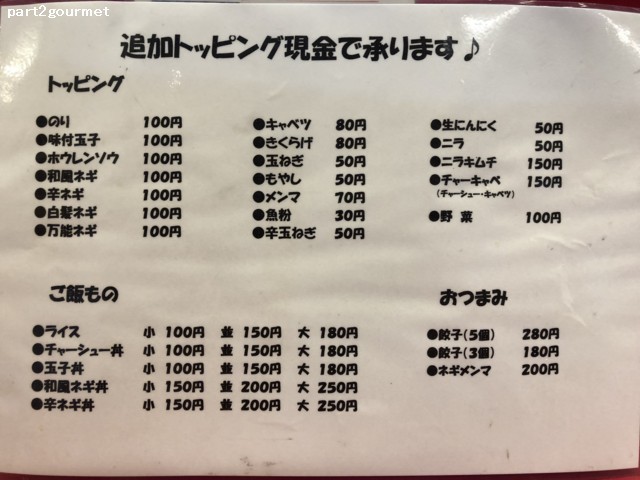 part2gourmet
追加トッピング現金で承ります♪
トッピング
●のり 100円
●味付玉子 100円
●ホウレンソウ 100円
●和風ネギ 100円
●辛ネギ 100円
●白髪ネギ 100円
●万能ネギ 100円
●キャベツ 80円
●きくらげ 80円
●玉ねぎ 50円
●もやし 50円
●メンマ 70円
●魚粉 30円
●辛玉ねぎ 50円
●生にんにく 50円
●ニラ 50円
●ニラキムチ 150円
●チャーキャベ 150円
(チャーシュー・キャベツ)
●野菜 100円
ご飯もの
●ライス 小 100円 並 150円 大 180円
●チャーシュー丼 小 100円 並 150円 大 180円
●玉子丼 小 100円 並 150円 大 180円
●和風ネギ丼 小 150円 並 200円 大 250円
●辛ネギ丼 小 150円 並 200円 大 250円
おつまみ
●餃子(5個) 280円
●餃子(3個) 180円
●ネギメンマ 200円